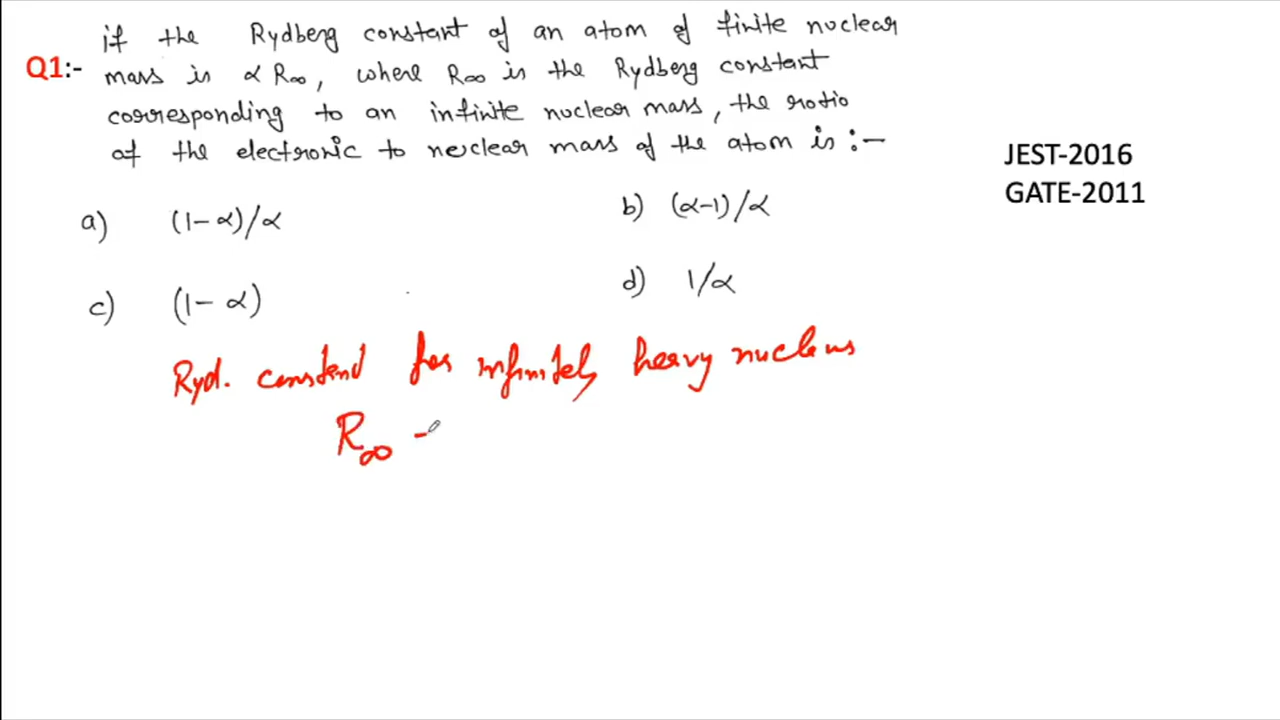 if the Rydberg constant of an atom of finite nuclear
Q1:- mass is α R∞, where R∞ is the Rydberg constant
corresponding to an infinite nuclear mass, the ratio
of the electronic to nuclear mass of the atom is :-
JEST-2016
GATE-2011
a) (1-α)/α b) (α-1)/α
c) (1-α) d) 1/α
Ryd. constend for infinitely heavy nucleus
R∞ -